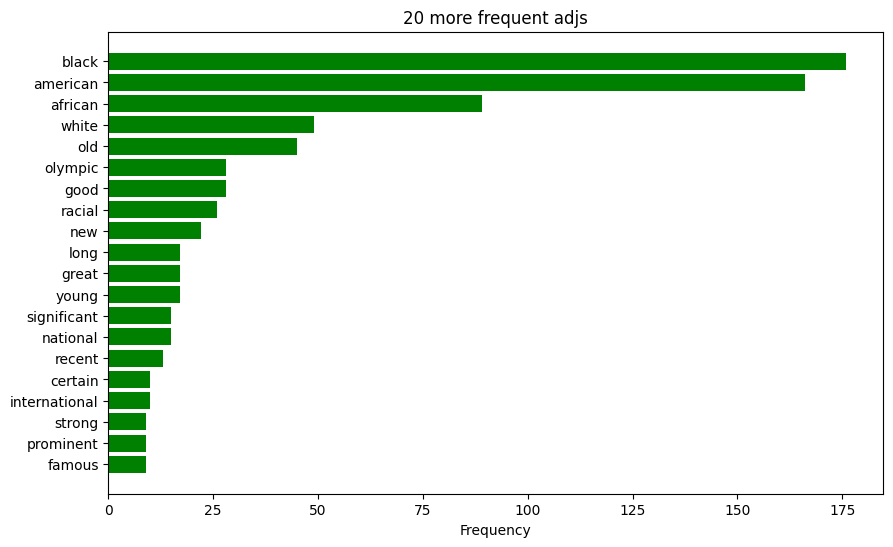 20 more frequent adjs
black
american
african
white
old
olympic
good
racial
new
long
great
young
significant
national
recent
certain
international
strong
prominent
famous
0 25 50 75 100 125 150 175
Frequency